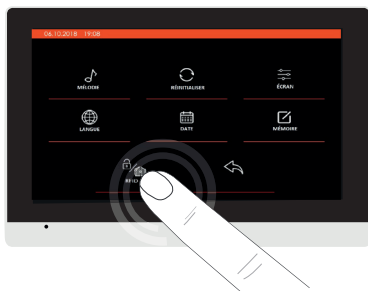 06.10.2018 19:08
MÉLODIE
RÉINITIALISER
ÉCRAN
LANGUE
DATE
MÉMOIRE
RFID